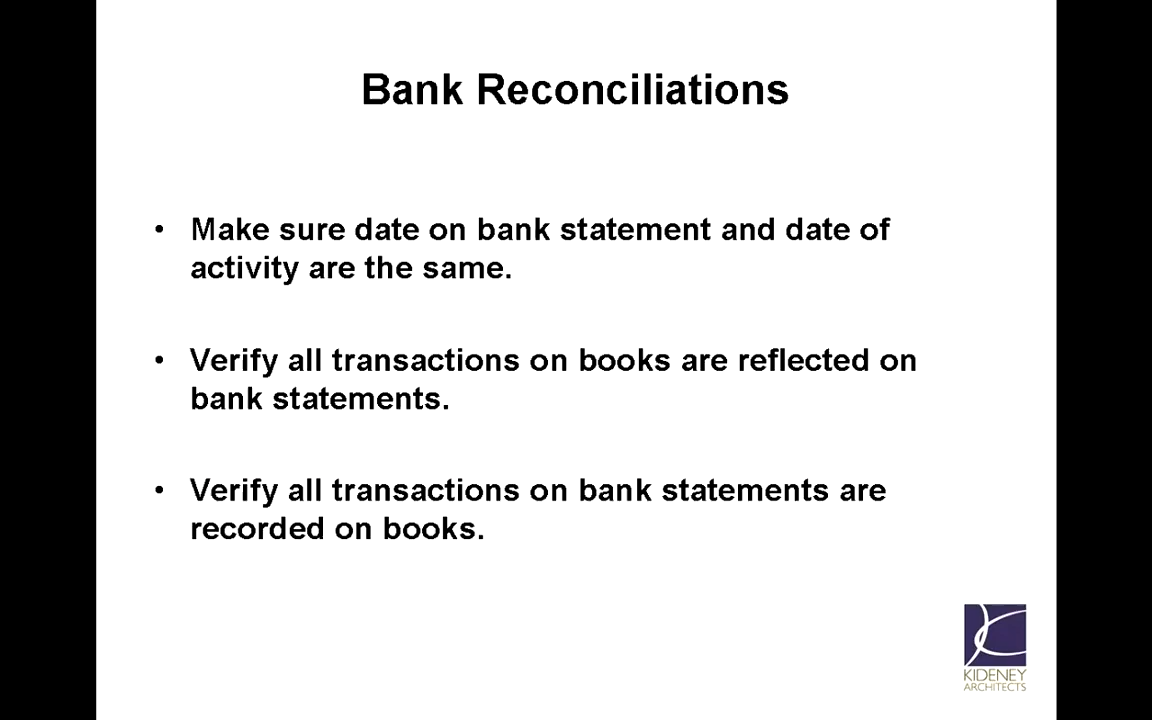 Bank Reconciliations
• Make sure date on bank statement and date of
activity are the same.
• Verify all transactions on books are reflected on
bank statements.
• Verify all transactions on bank statements are
recorded on books.
KIDENEY
ARCHITECTS